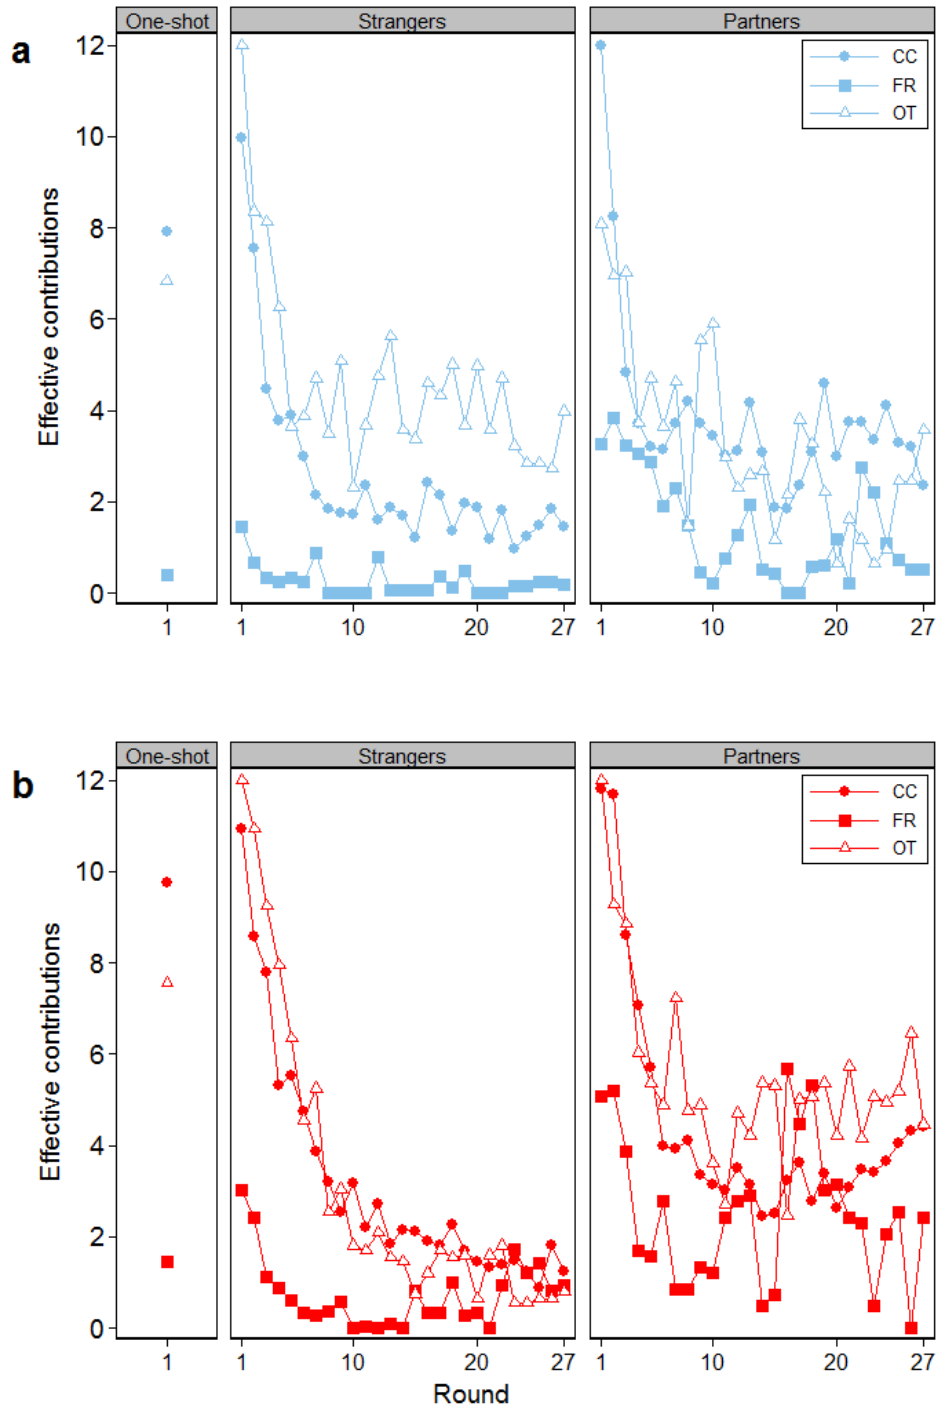 One-shot Strangers Partners
a
12
10
8
6
4
2
0
Effective contributions
CC
FR
OT
1 1 10 20 27 1 10 20 27
One-shot Strangers Partners
b
12
10
8
6
4
2
0
Effective contributions
CC
FR
OT
1 1 10 20 27 1 10 20 27
Round